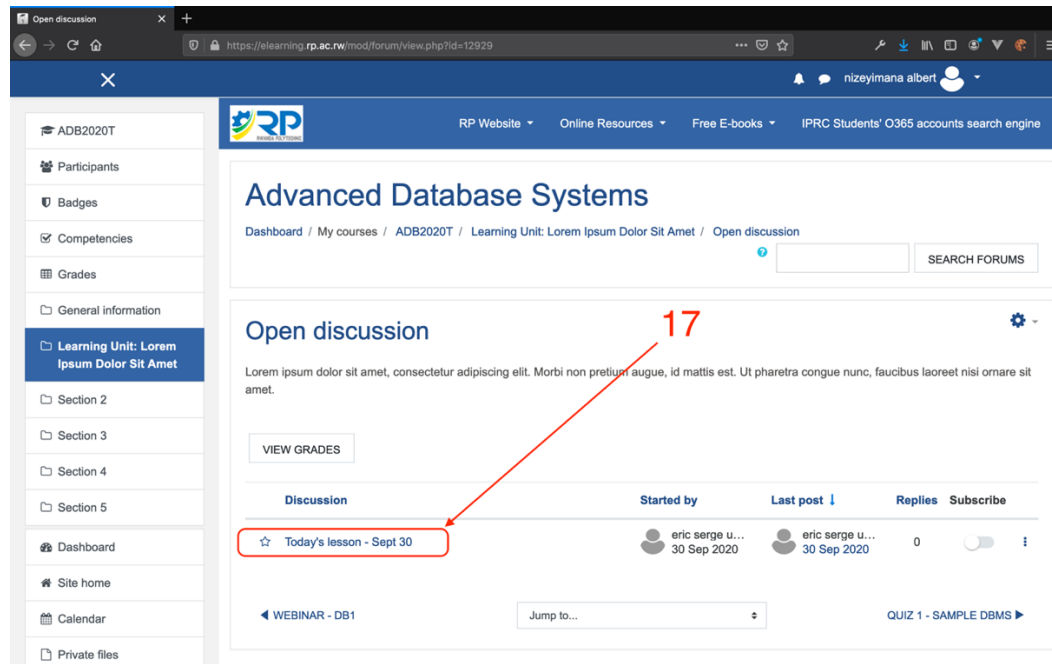 Open discussion
https://elearning.rp.ac.rw/mod/forum/view.php?id=12929
nizeyimana albert
ADB2020T
Participants
Badges
Competencies
Grades
General information
Learning Unit: Lorem
Ipsum Dolor Sit Amet
Section 2
Section 3
Section 4
Section 5
Dashboard
Site home
Calendar
Private files
RP
RWANDA POLYTECHNIC
RP Website
Online Resources
Free E-books
IPRC Students' O365 accounts search engine
Advanced Database Systems
Dashboard / My courses / ADB2020T / Learning Unit: Lorem Ipsum Dolor Sit Amet / Open discussion
SEARCH FORUMS
Open discussion
17
Lorem ipsum dolor sit amet, consectetur adipiscing elit. Morbi non pretium augue, id mattis est. Ut pharetra congue nunc, faucibus laoreet nisi ornare sit
amet.
VIEW GRADES
Discussion Started by Last post Replies Subscribe
Today's lesson - Sept 30 eric serge u... eric serge u... 0
30 Sep 2020 30 Sep 2020
WEBINAR - DB1 Jump to... QUIZ 1 - SAMPLE DBMS